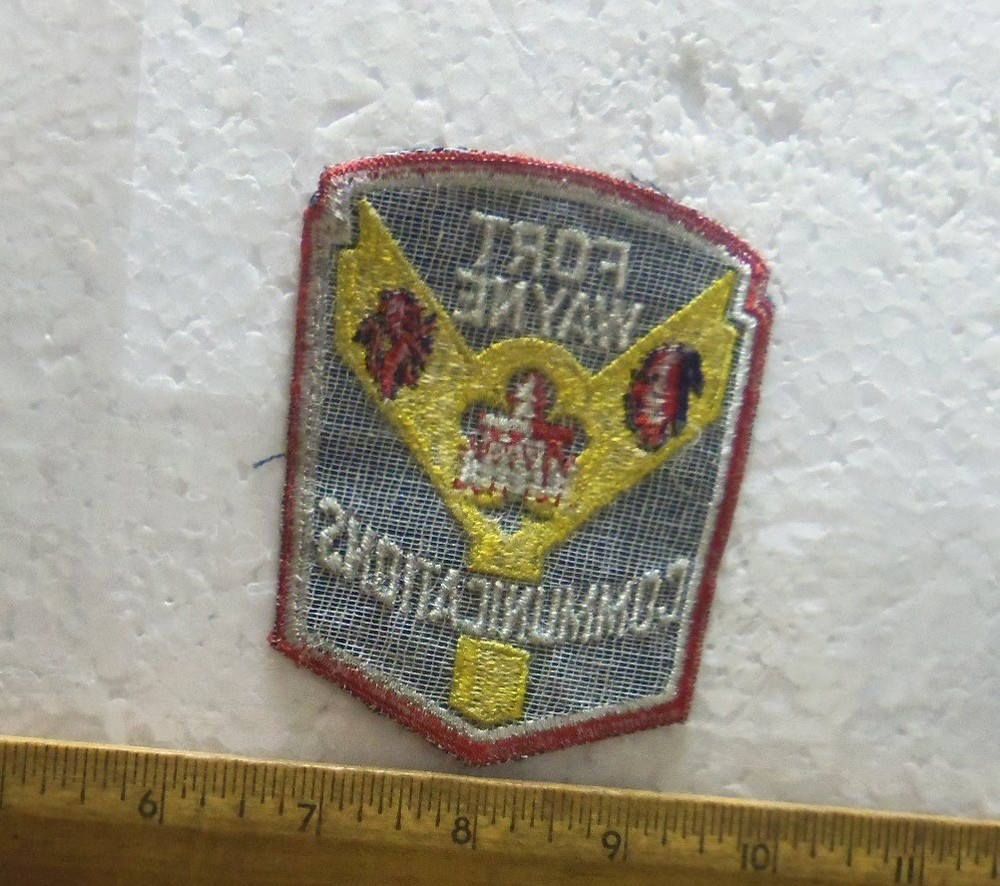 FORT
WAYNE
COMMUNICATIONS
6 7 8 9 10 11